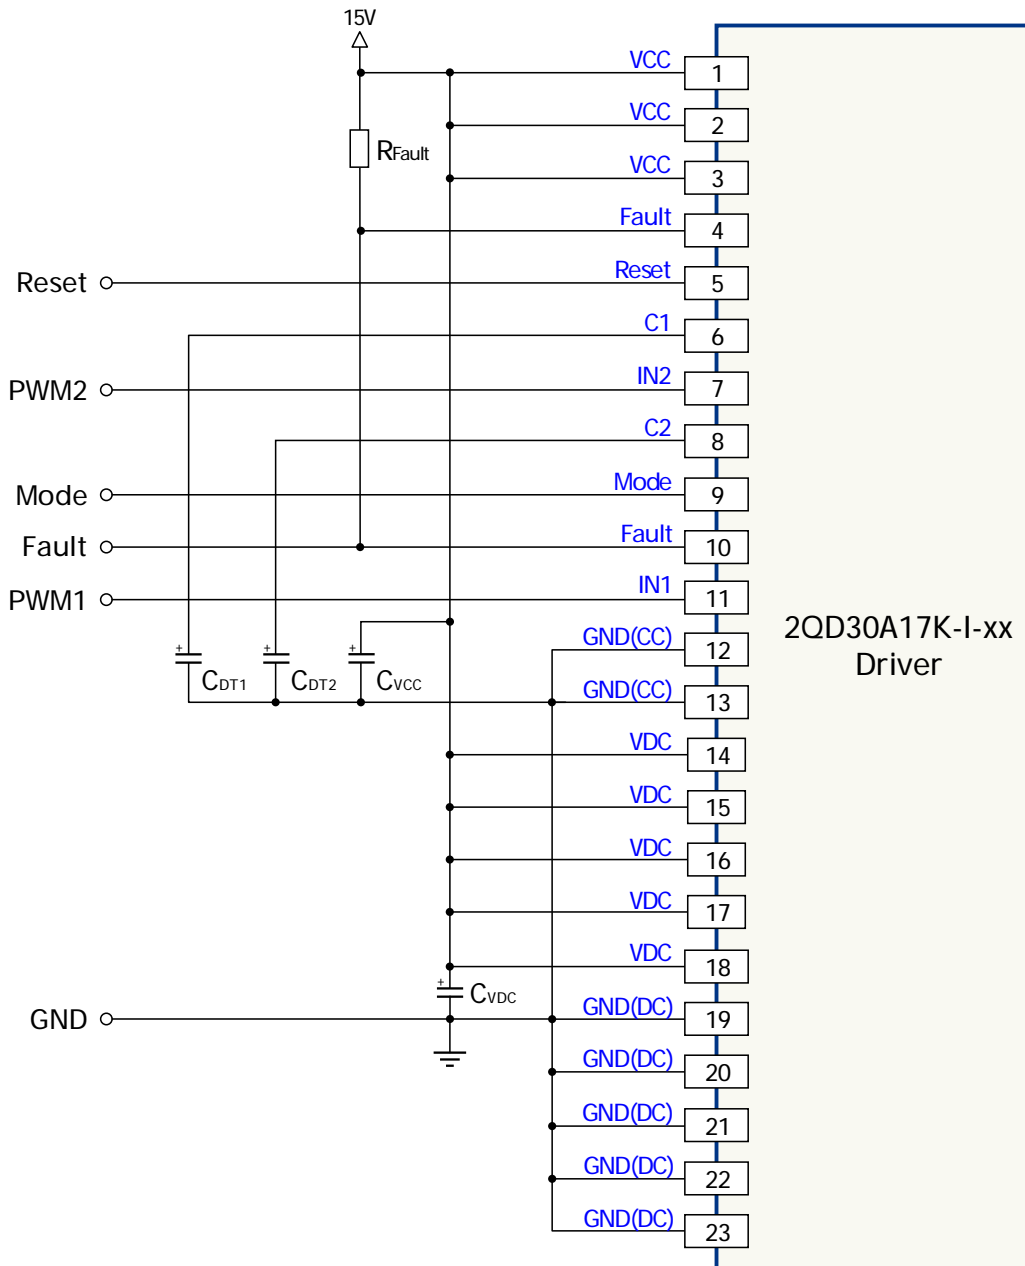 15V
VCC
1
VCC
2
RFault
VCC
3
Fault
4
Reset
Reset
5
C1
6
PWM2
IN2
7
C2
8
Mode
Mode
9
Fault
Fault
10
PWM1
IN1
11
2QD30A17K-I-xx
Driver
GND(CC)
12
+
CDT1
+
CDT2
+
CVCC
GND(CC)
13
VDC
14
VDC
15
VDC
16
VDC
17
VDC
18
+
CVDC
GND
GND(DC)
19
GND(DC)
20
GND(DC)
21
GND(DC)
22
GND(DC)
23